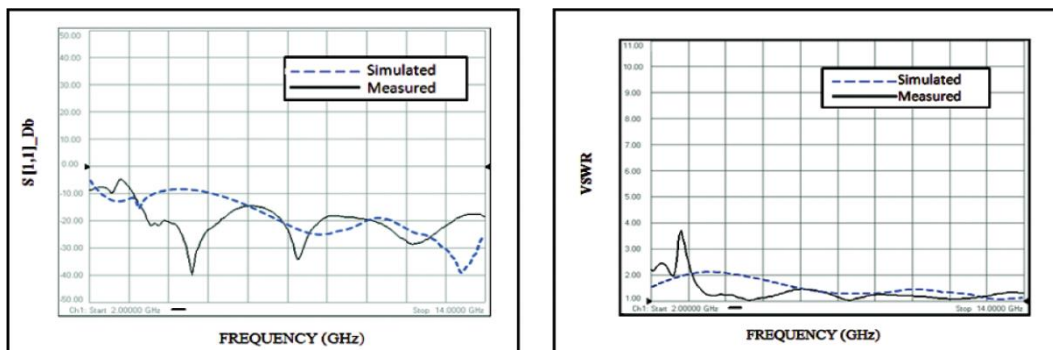 50.00
40.00
30.00
20.00
10.00
0.00
-10.00
-20.00
-30.00
-40.00
-50.00
S [1,1]_Db
Simulated
Measured
Ch1: Start 2.00000 GHz
Stop 14.0000 GHz
FREQUENCY (GHz)
11.00
10.00
9.00
8.00
7.00
6.00
5.00
4.00
3.00
2.00
1.00
VSWR
Simulated
Measured
Ch1: Start 2.00000 GHz
Stop 14.0000 GHz
FREQUENCY (GHz)